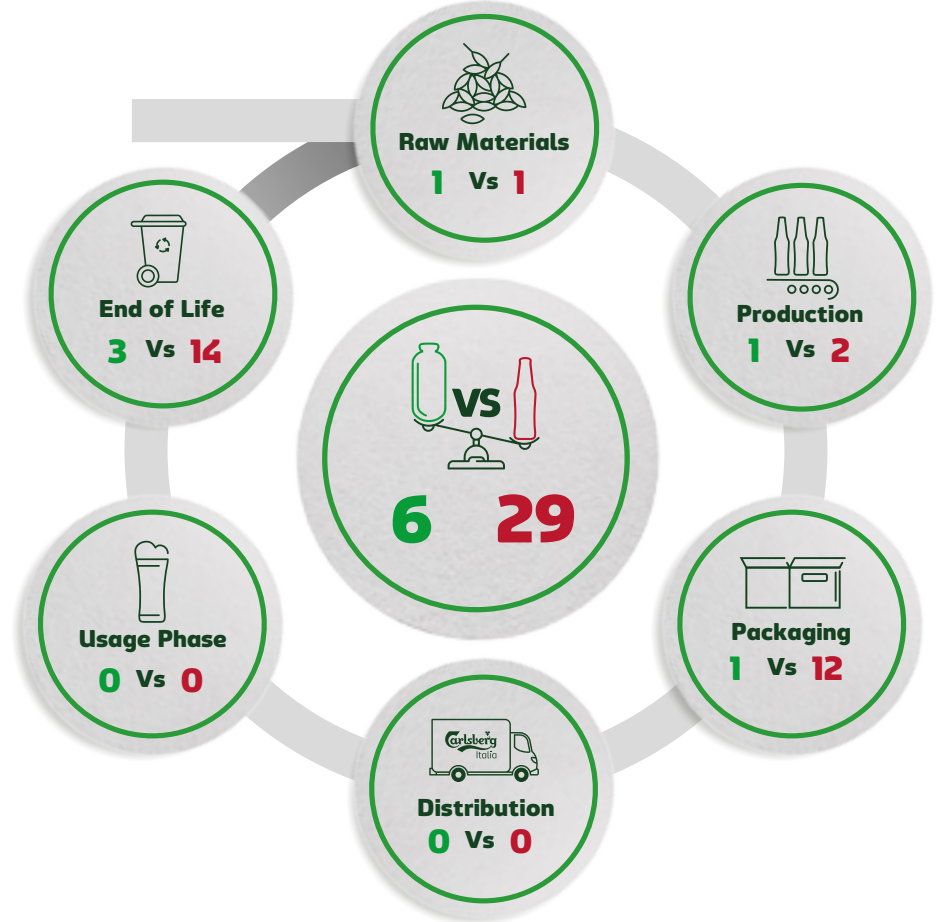 Raw Materials
1 Vs 1
Production
1 Vs 2
Packaging
1 Vs 12
Carlsberg
Italia
Distribution
0 Vs 0
Usage Phase
0 Vs 0
End of Life
3 Vs 14
VS
6 29